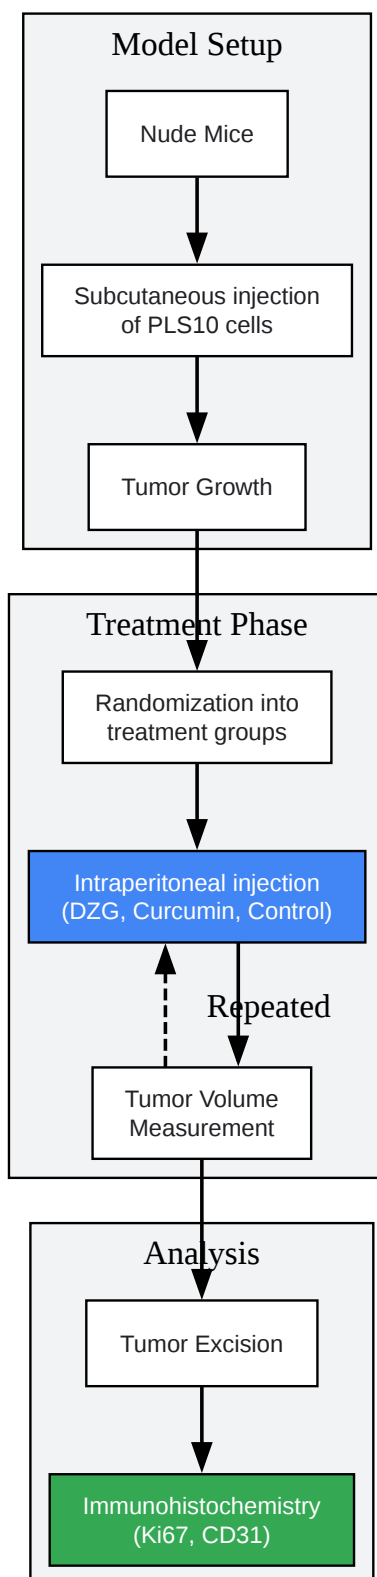 Model Setup
Nude Mice
Subcutaneous injection
of PLS10 cells
Tumor Growth
Treatment Phase
Randomization into
treatment groups
Intraperitoneal injection
(DZG, Curcumin, Control)
Repeated
Tumor Volume
Measurement
Analysis
Tumor Excision
Immunohistochemistry
(Ki67, CD31)